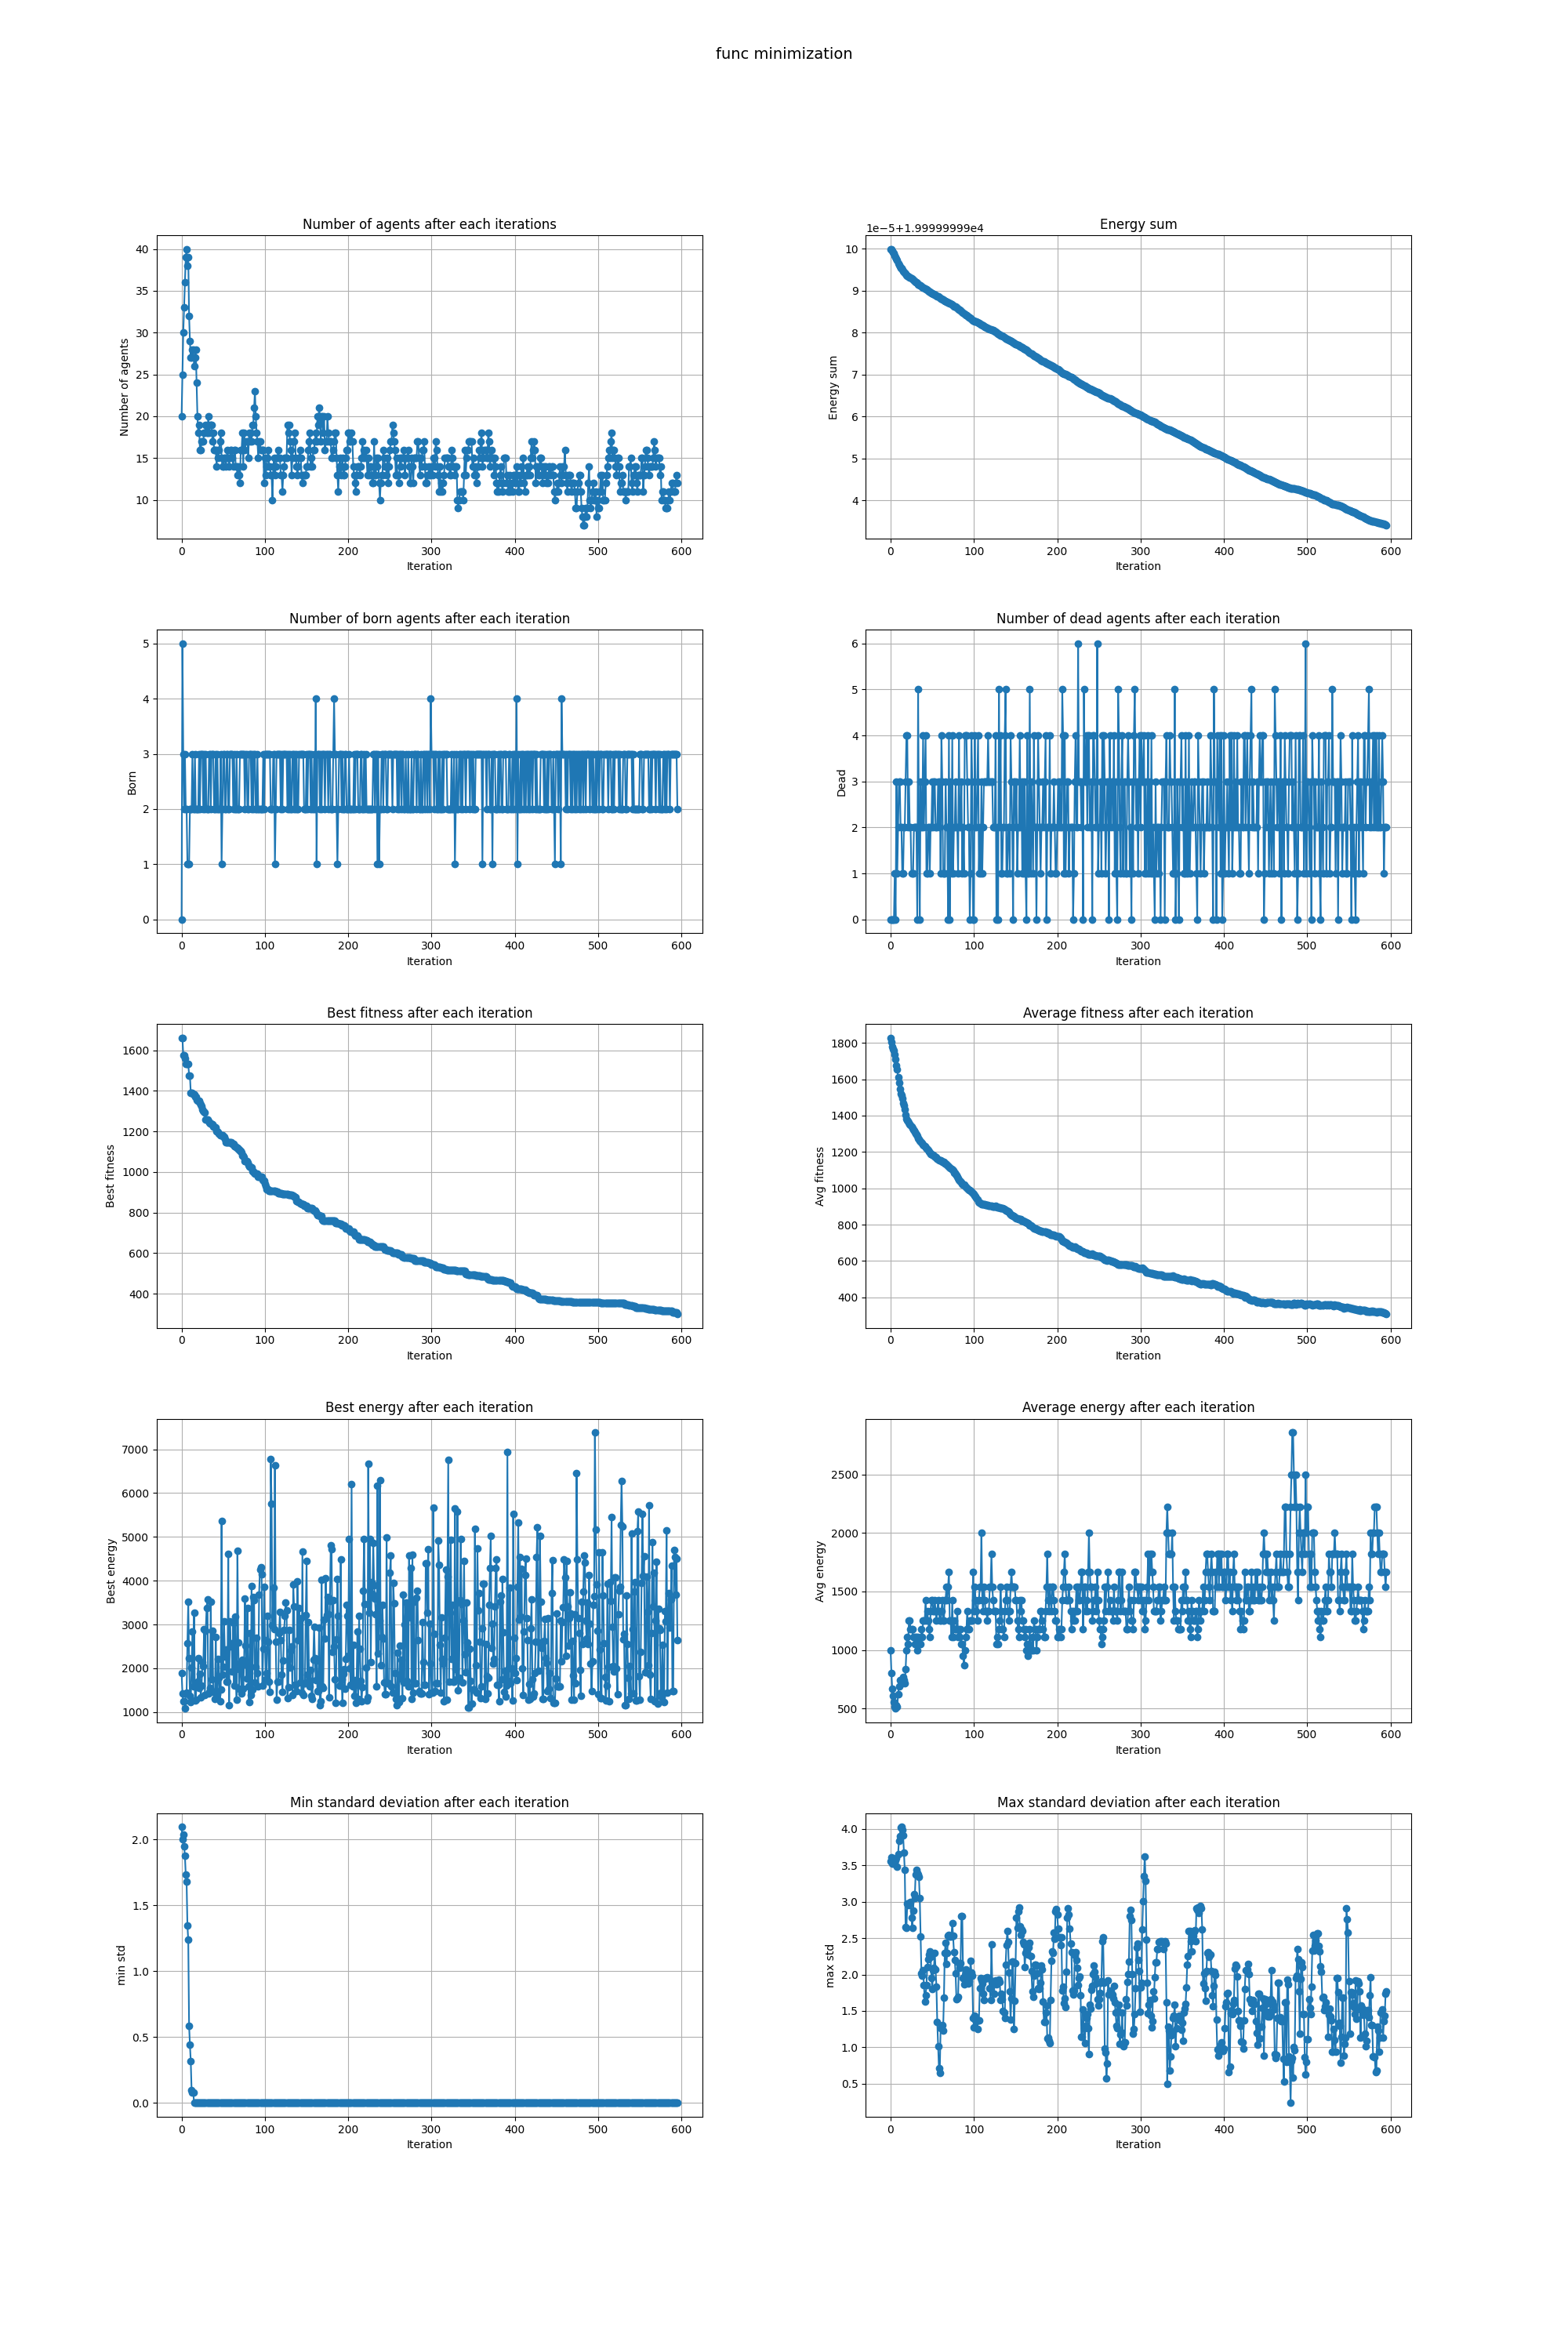 func minimization
Number of agents after each iterations
40
35
30
25
20
15
10
Number of agents
0 100 200 300 400 500 600
Iteration
Energy sum
1e−5+1.99999999e4
10
9
8
7
6
5
4
Energy sum
0 100 200 300 400 500 600
Iteration
Number of born agents after each iteration
5
4
3
2
1
0
Born
0 100 200 300 400 500 600
Iteration
Number of dead agents after each iteration
6
5
4
3
2
1
0
Dead
0 100 200 300 400 500 600
Iteration
Best fitness after each iteration
1600
1400
1200
1000
800
600
400
Best fitness
0 100 200 300 400 500 600
Iteration
Average fitness after each iteration
1800
1600
1400
1200
1000
800
600
400
Avg fitness
0 100 200 300 400 500 600
Iteration
Best energy after each iteration
7000
6000
5000
4000
3000
2000
1000
Best energy
0 100 200 300 400 500 600
Iteration
Average energy after each iteration
2500
2000
1500
1000
500
Avg energy
0 100 200 300 400 500 600
Iteration
Min standard deviation after each iteration
2.0
1.5
1.0
0.5
0.0
min std
0 100 200 300 400 500 600
Iteration
Max standard deviation after each iteration
4.0
3.5
3.0
2.5
2.0
1.5
1.0
0.5
max std
0 100 200 300 400 500 600
Iteration